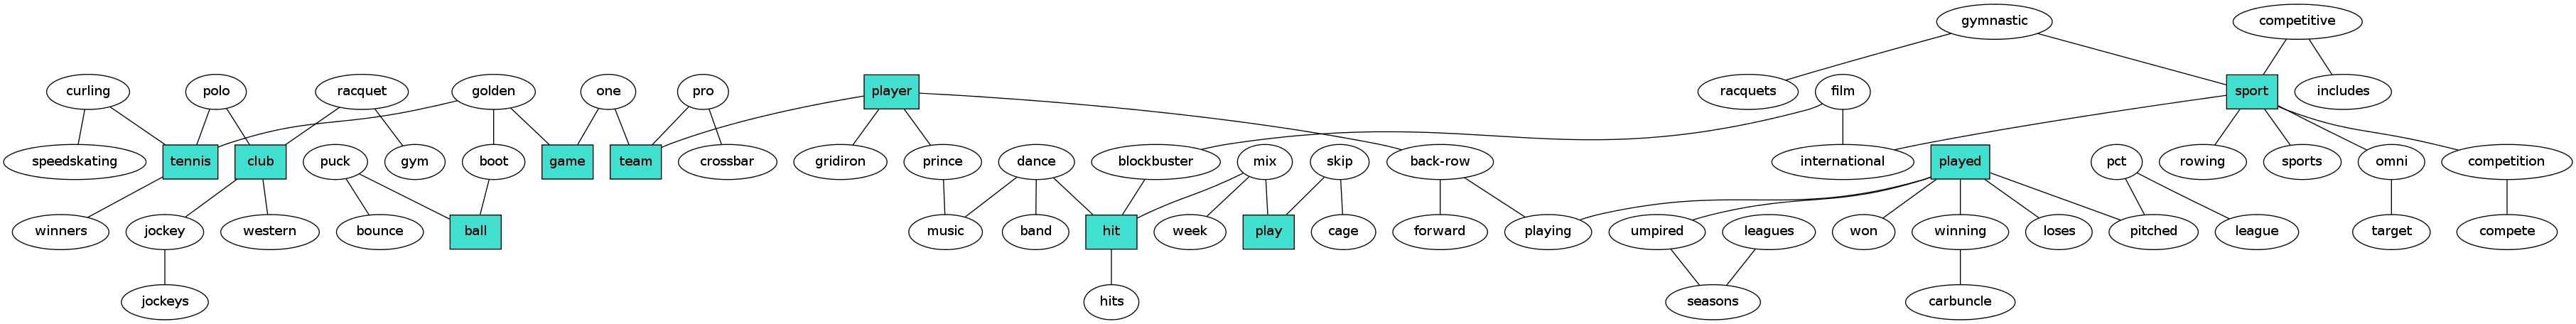 gymnastic
competitive
curling
polo
racquet
golden
one
pro
player
racquets
film
sport
includes
speedskating
tennis
club
puck
gym
boot
game
team
crossbar
gridiron
prince
dance
blockbuster
mix
skip
back-row
international
played
pct
rowing
sports
omni
competition
winners
jockey
western
bounce
ball
music
band
hit
week
play
cage
forward
playing
umpired
leagues
won
winning
loses
pitched
league
target
compete
jockeys
hits
seasons
carbuncle